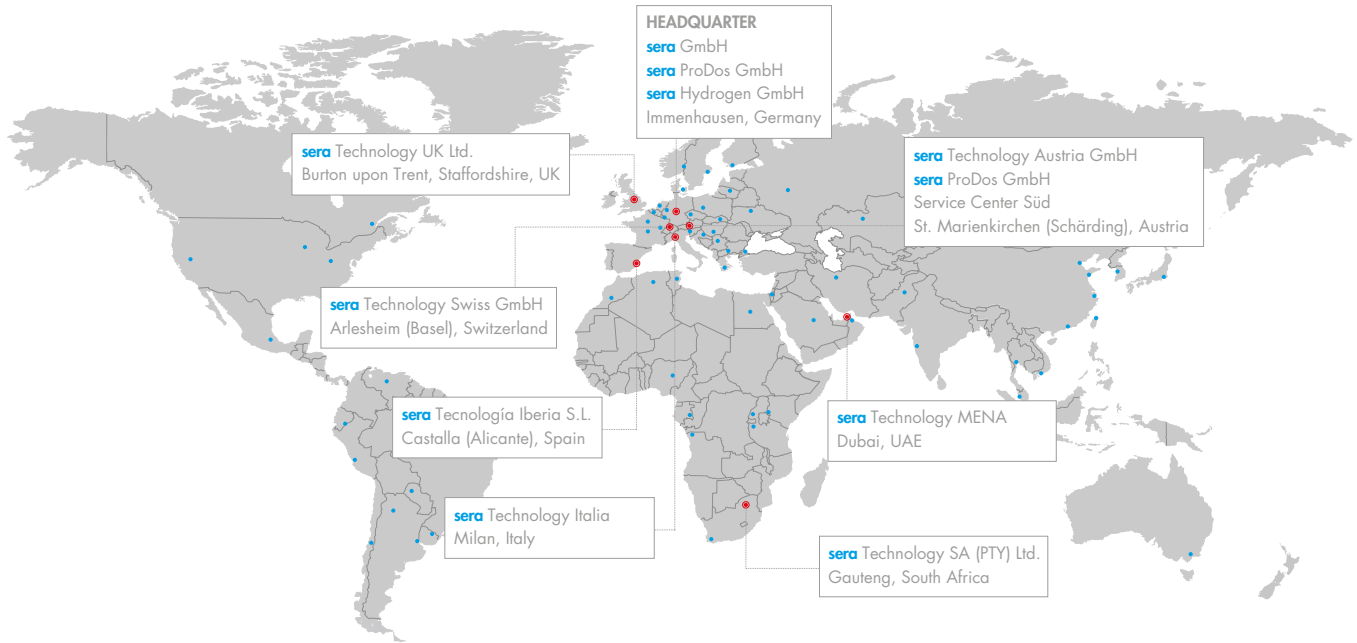 HEADQUARTER
sera GmbH
sera ProDos GmbH
sera Hydrogen GmbH
Immenhausen, Germany
sera Technology UK Ltd.
Burton upon Trent, Staffordshire, UK
sera Technology Austria GmbH
sera ProDos GmbH
Service Center Süd
St. Marienkirchen (Schärding), Austria
sera Technology Swiss GmbH
Arlesheim (Basel), Switzerland
sera Tecnología Iberia S.L.
Castalla (Alicante), Spain
sera Technology MENA
Dubai, UAE
sera Technology Italia
Milan, Italy
sera Technology SA (PTY) Ltd.
Gauteng, South Africa